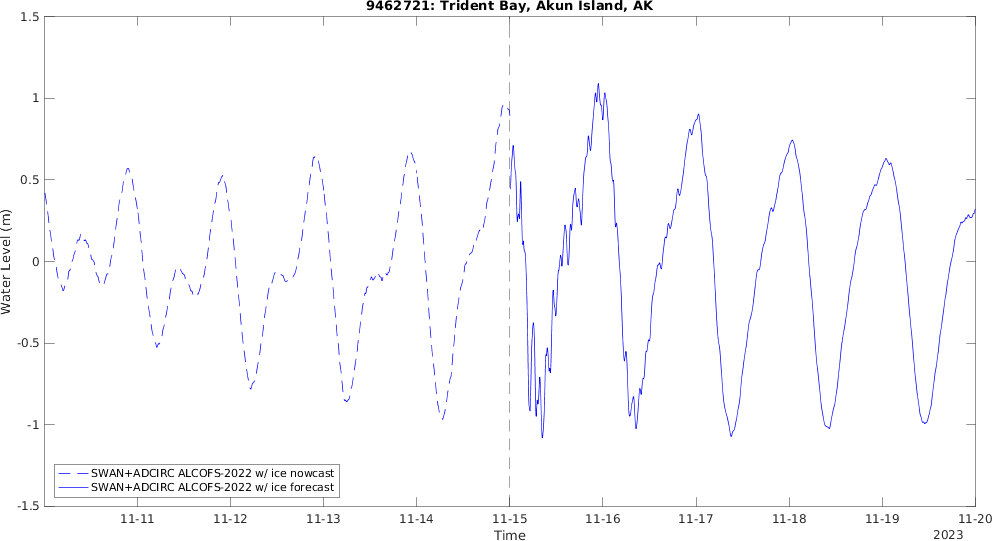 9462721: Trident Bay, Akun Island, AK
1.5
1
0.5
0
-0.5
-1
-1.5
Water Level (m)
SWAN+ADCIRC ALCOFS-2022 w/ ice nowcast
SWAN+ADCIRC ALCOFS-2022 w/ ice forecast
11-11 11-12 11-13 11-14 11-15 11-16 11-17 11-18 11-19 11-20
Time
2023